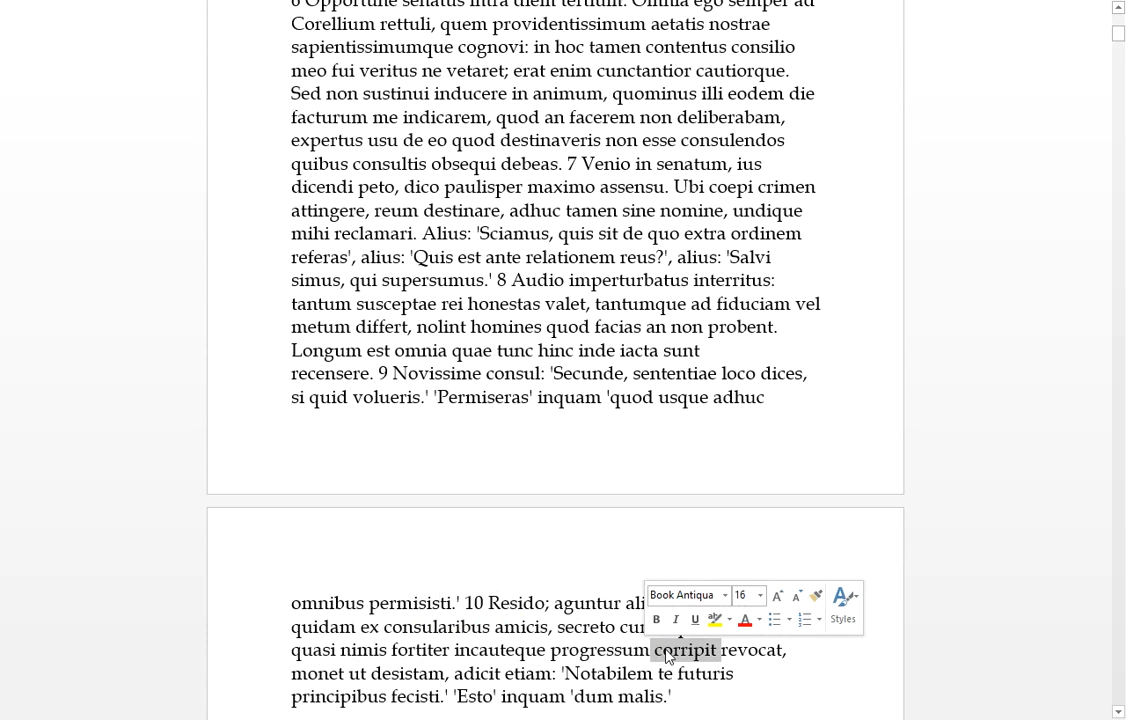 6 Opportune senatus intra diem tertium. Omnia ego semper ad
Corellium rettuli, quem providentissimum aetatis nostrae
sapientissimumque cognovi: in hoc tamen contentus consilio
meo fui veritus ne vetaret; erat enim cunctantior cautiorque.
Sed non sustinui inducere in animum, quominus illi eodem die
facturum me indicarem, quod an facerem non deliberabam,
expertus usu de eo quod destinaveris non esse consulendos
quibus consultis obsequi debeas. 7 Venio in senatum, ius
dicendi peto, dico paulisper maximo assensu. Ubi coepi crimen
attingere, reum destinare, adhuc tamen sine nomine, undique
mihi reclamari. Alius: 'Sciamus, quis sit de quo extra ordinem
referas', alius: 'Quis est ante relationem reus?', alius: 'Salvi
simus, qui supersumus.' 8 Audio imperturbatus interritus:
tantum susceptae rei honestas valet, tantumque ad fiduciam vel
metum differt, nolint homines quod facias an non probent.
Longum est omnia quae tunc hinc inde iacta sunt
recensere. 9 Novissime consul: 'Secunde, sententiae loco dices,
si quid volueris.' 'Permiseras' inquam 'quod usque adhuc
Book Antiqua 16
B I U ab A Styles
omnibus permisisti.' 10 Resido; aguntur ali
quidam ex consularibus amicis, secreto
quasi nimis fortiter incauteque progressum corripit revocat,
monet ut desistam, adicit etiam: 'Notabilem te futuris
principibus fecisti.' 'Esto' inquam 'dum malis.'